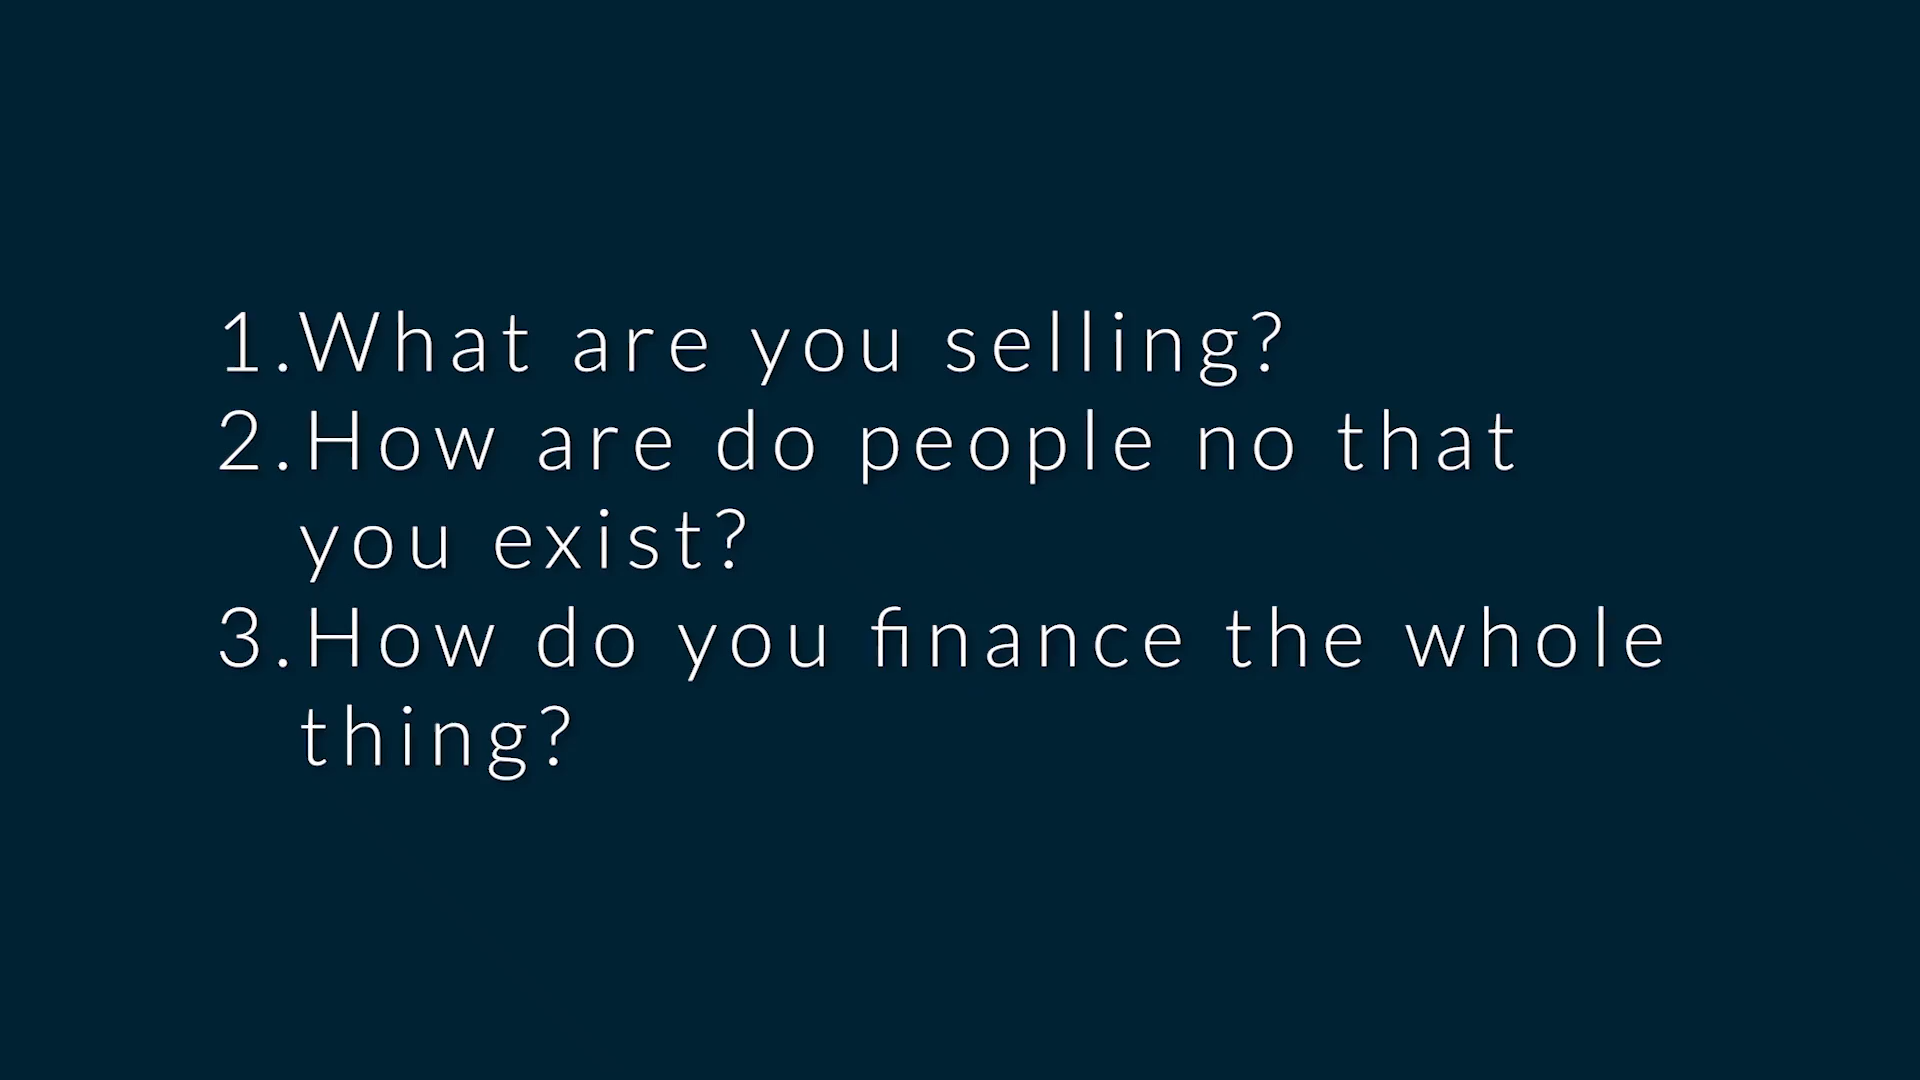 1.What are you selling?
2.How are do people no that
you exist?
3.How do you finance the whole
thing?